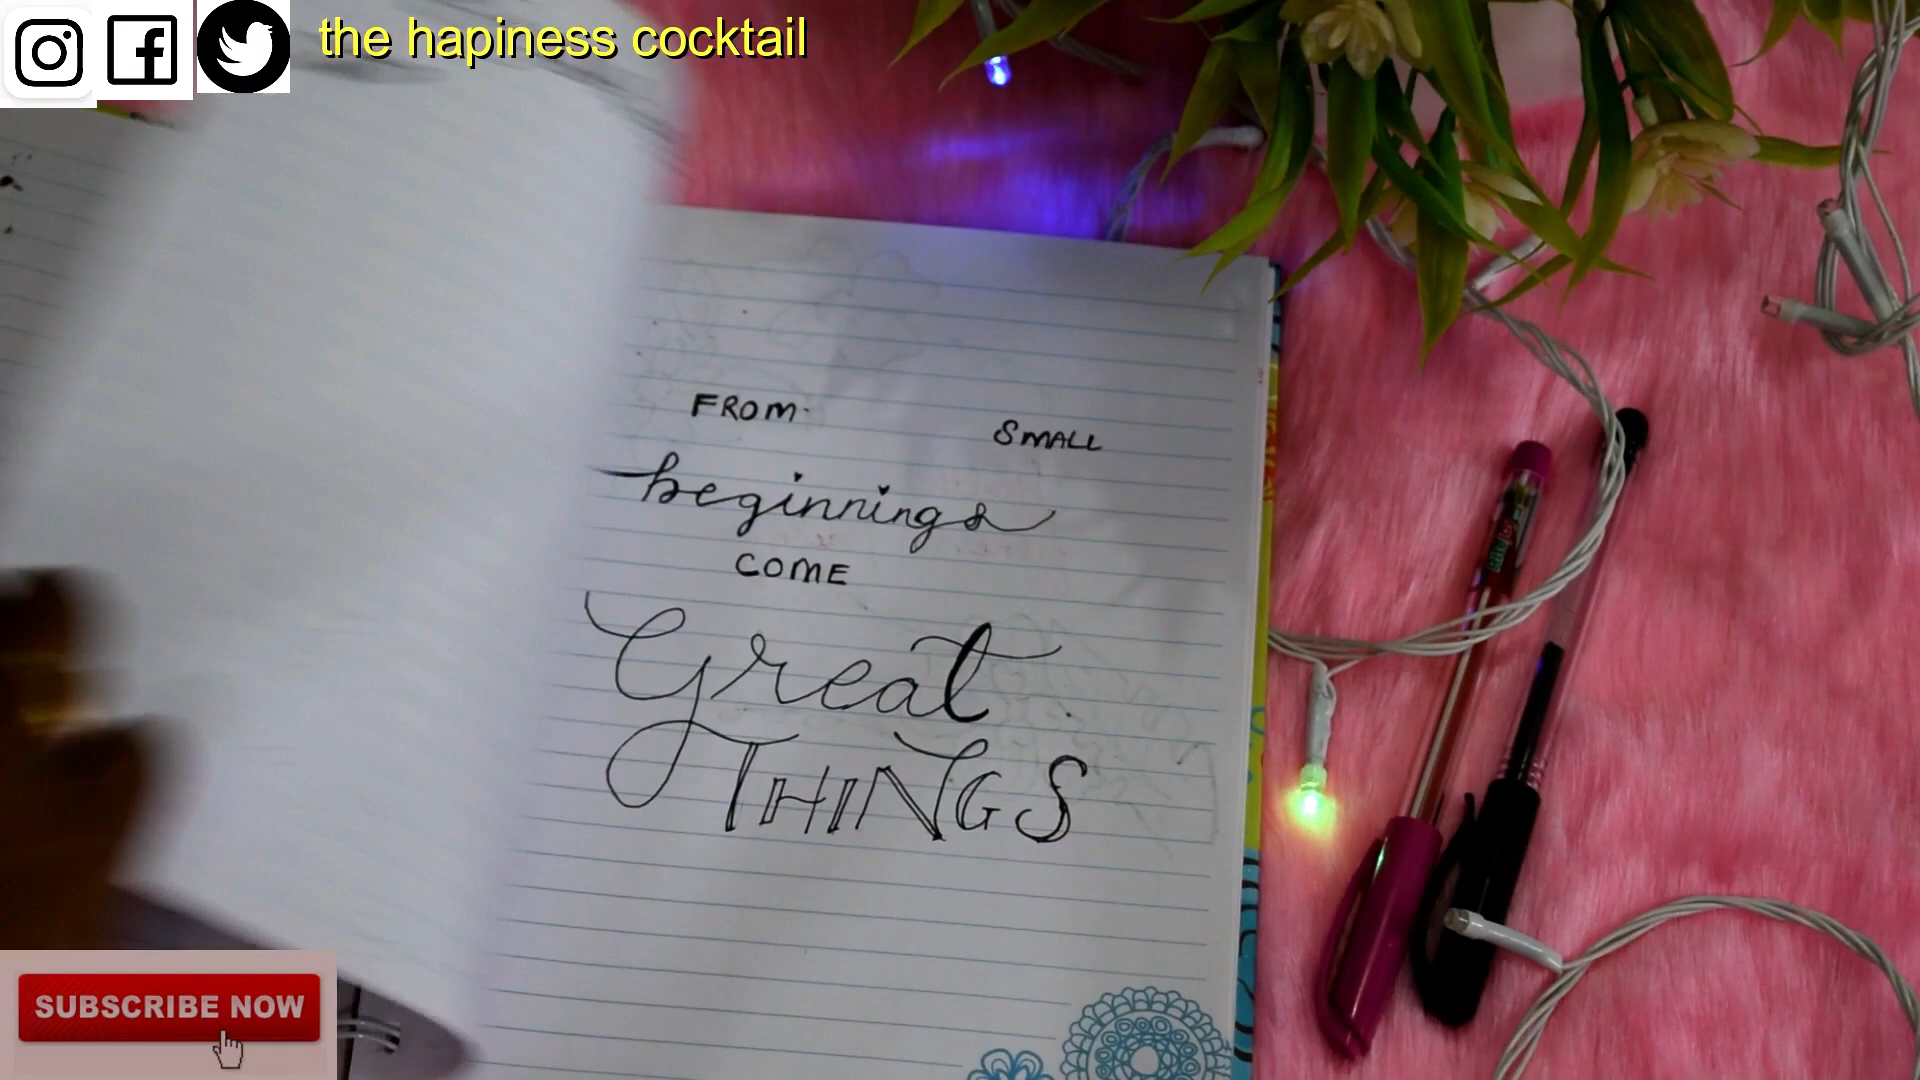 the hapiness cocktail
FROM SMALL
beginnings
COME
Great
THINGS
SUBSCRIBE NOW